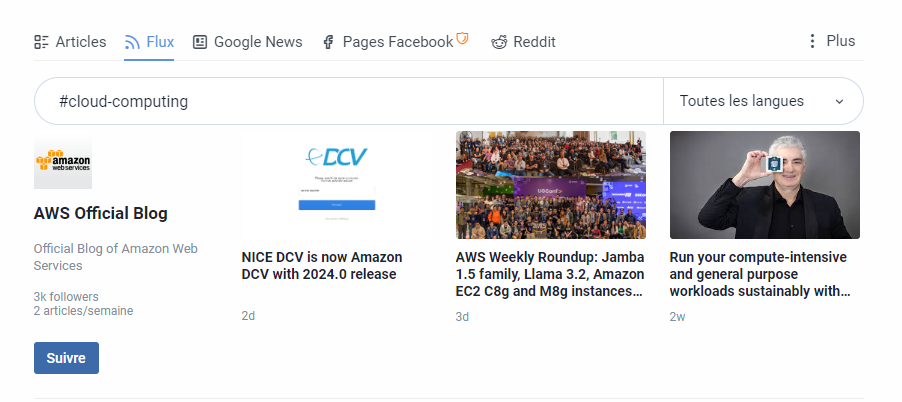 Articles
Flux
Google News
Pages Facebook
Reddit
Plus
#cloud-computing
Toutes les langues
amazon
webservices
AWS Official Blog
Official Blog of Amazon Web
Services
3k followers
2 articles/semaine
Suivre
DCV
NICE DCV is now Amazon
DCV with 2024.0 release
2d
AWS Weekly Roundup: Jamba
1.5 family, Llama 3.2, Amazon
EC2 C8g and M8g instances...
3d
Run your compute-intensive
and general purpose
workloads sustainably with...
2w